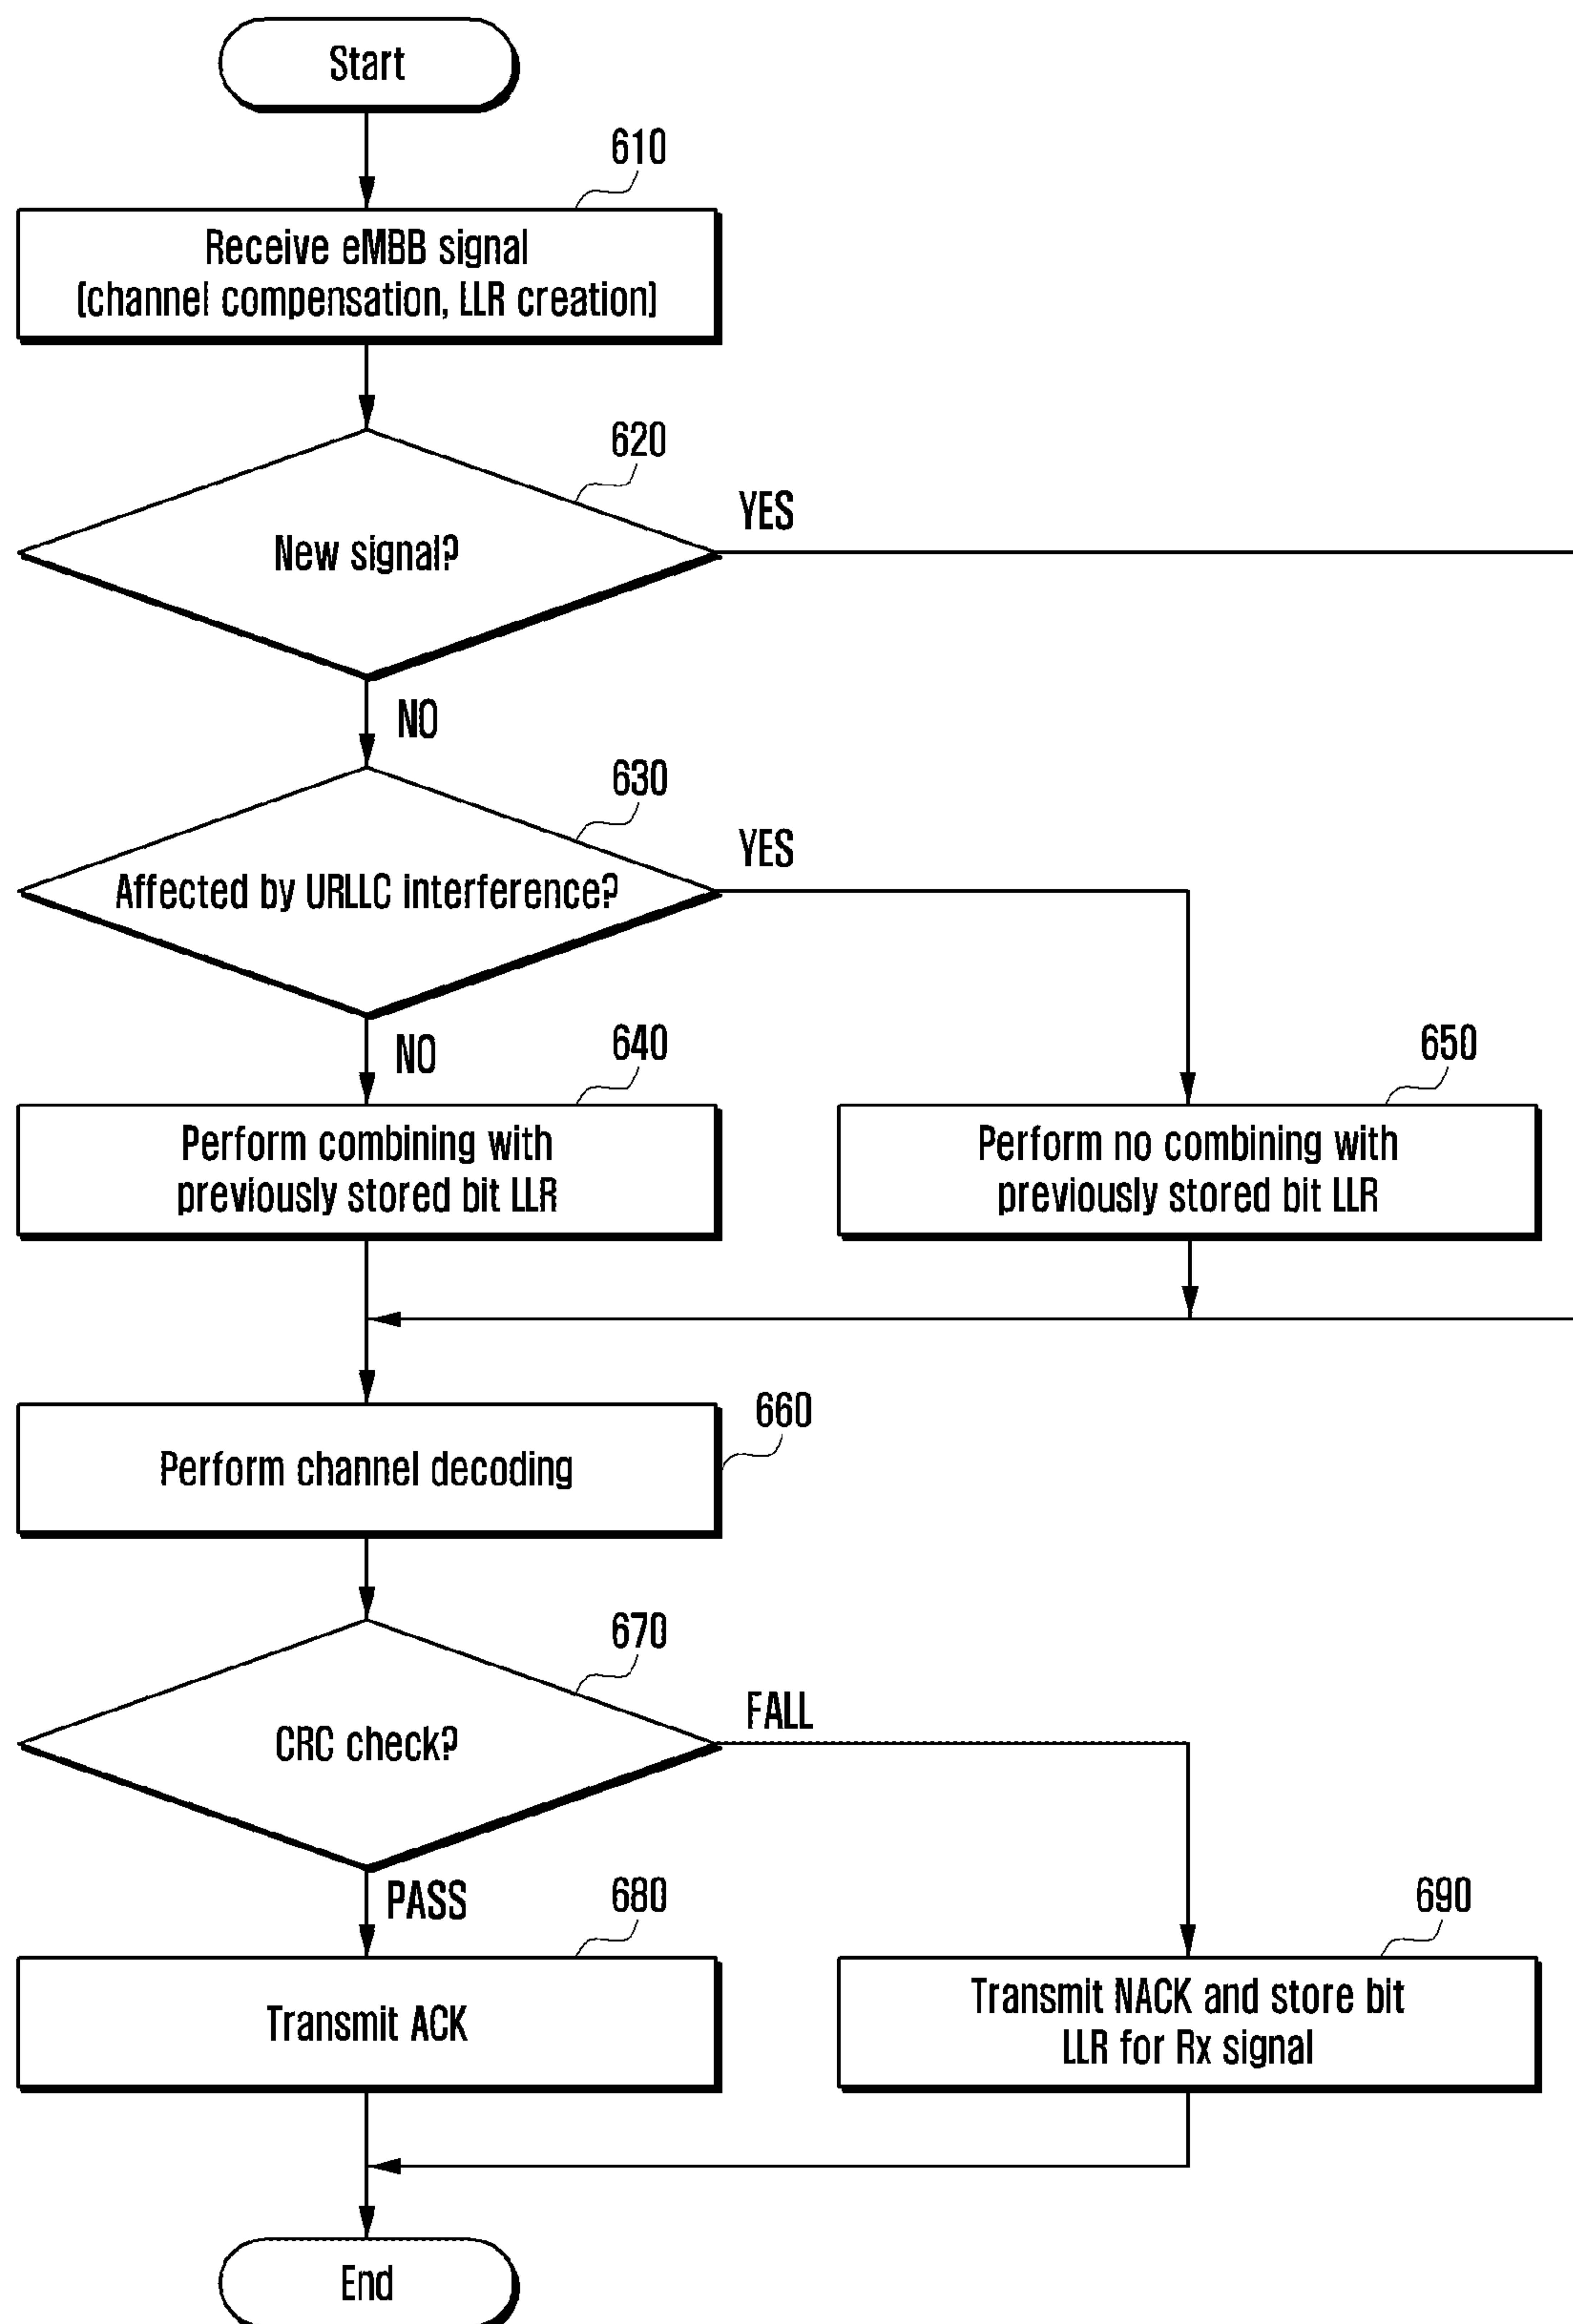 Start
610
Receive eMBB signal
(channel compensation, LLR creation)
620
New signal?
YES
NO
630
Affected by URLLC interference?
YES
NO
640
Perform combining with
previously stored bit LLR
650
Perform no combining with
previously stored bit LLR
660
Perform channel decoding
670
CRC check?
FALL
PASS
680
Transmit ACK
690
Transmit NACK and store bit
LLR for Rx signal
End